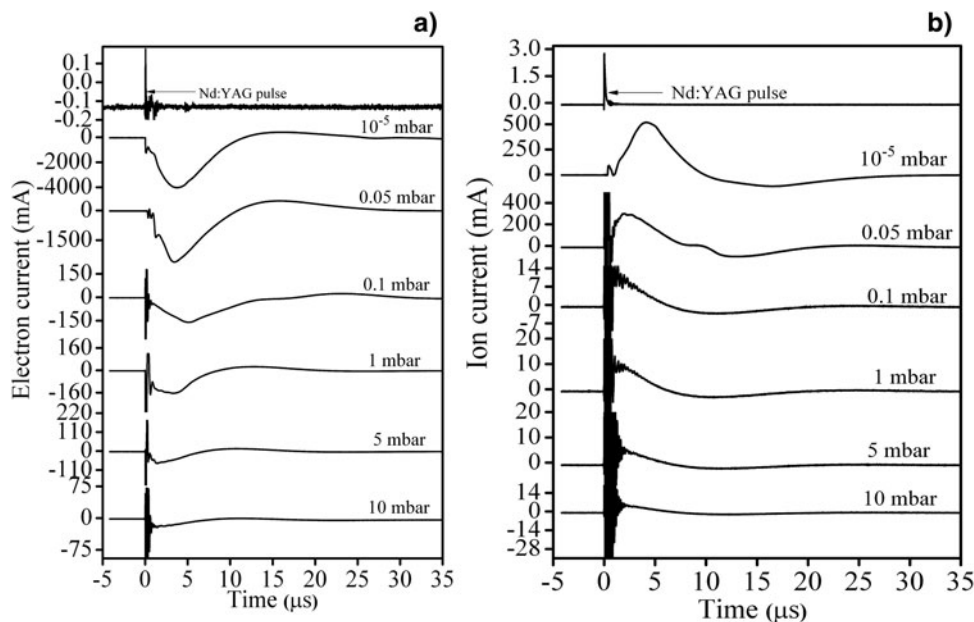 a)
0.1
0.0
-0.1
-0.2
Nd:YAG pulse
10⁻⁵ mbar
0
-2000
-4000
0.05 mbar
0
-1500
0.1 mbar
150
0
-150
1 mbar
160
0
-160
5 mbar
220
110
0
-110
10 mbar
75
0
-75
-5 0 5 10 15 20 25 30 35
Time (μs)
Electron current (mA)
b)
3.0
1.5
0.0
Nd:YAG pulse
10⁻⁵ mbar
500
250
0
0.05 mbar
400
200
0
0.1 mbar
14
7
0
-7
1 mbar
20
10
0
5 mbar
20
10
0
10 mbar
14
0
-14
-28
-5 0 5 10 15 20 25 30 35
Time (μs)
Ion current (mA)